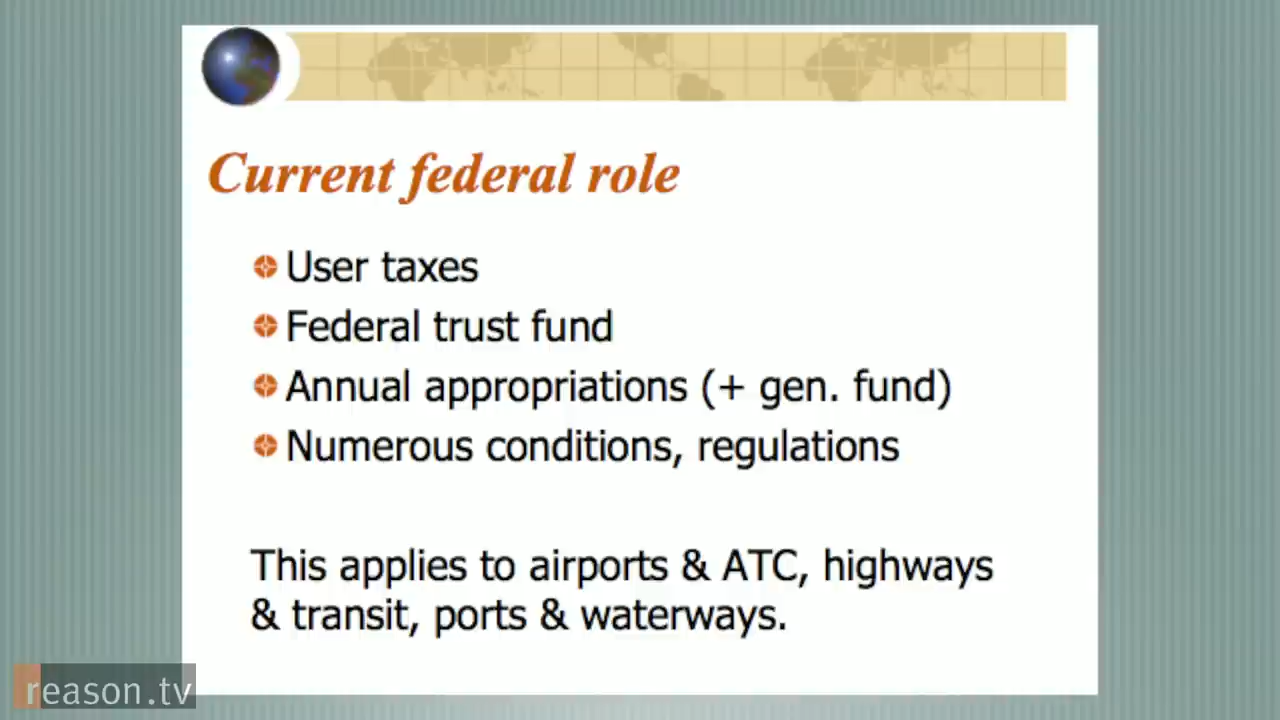 Current federal role
User taxes
Federal trust fund
Annual appropriations (+ gen. fund)
Numerous conditions, regulations
This applies to airports & ATC, highways
& transit, ports & waterways.
reason.tv